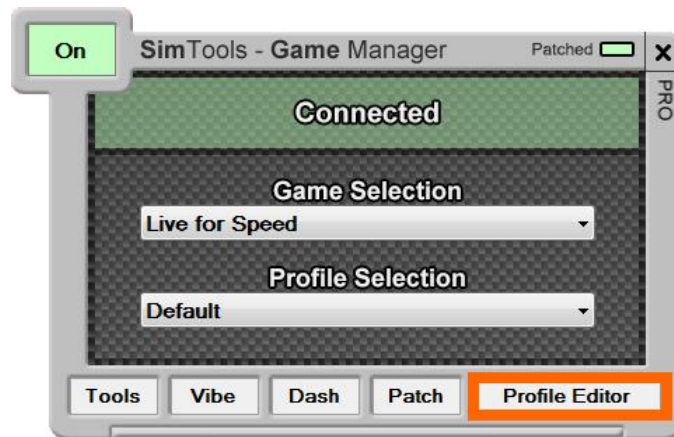 On
SimTools - Game Manager
Patched
PRO
Connected
Game Selection
Live for Speed
Profile Selection
Default
Tools
Vibe
Dash
Patch
Profile Editor